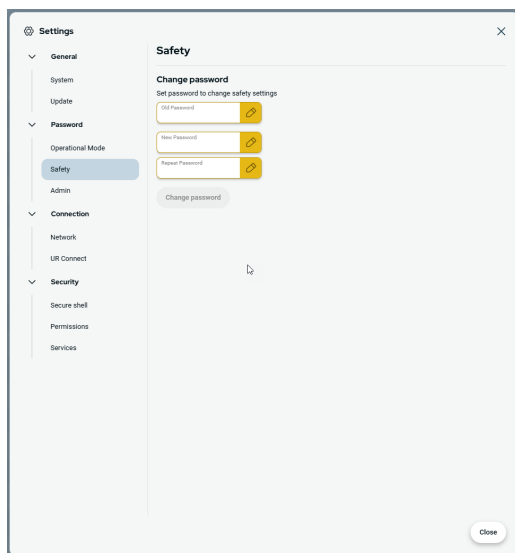 Settings
General
System
Update
Password
Operational Mode
Safety
Admin
Connection
Network
UR Connect
Security
Secure shell
Permissions
Services
Safety
Change password
Set password to change safety settings
Old Password
New Password
Repeat Password
Change password
Close